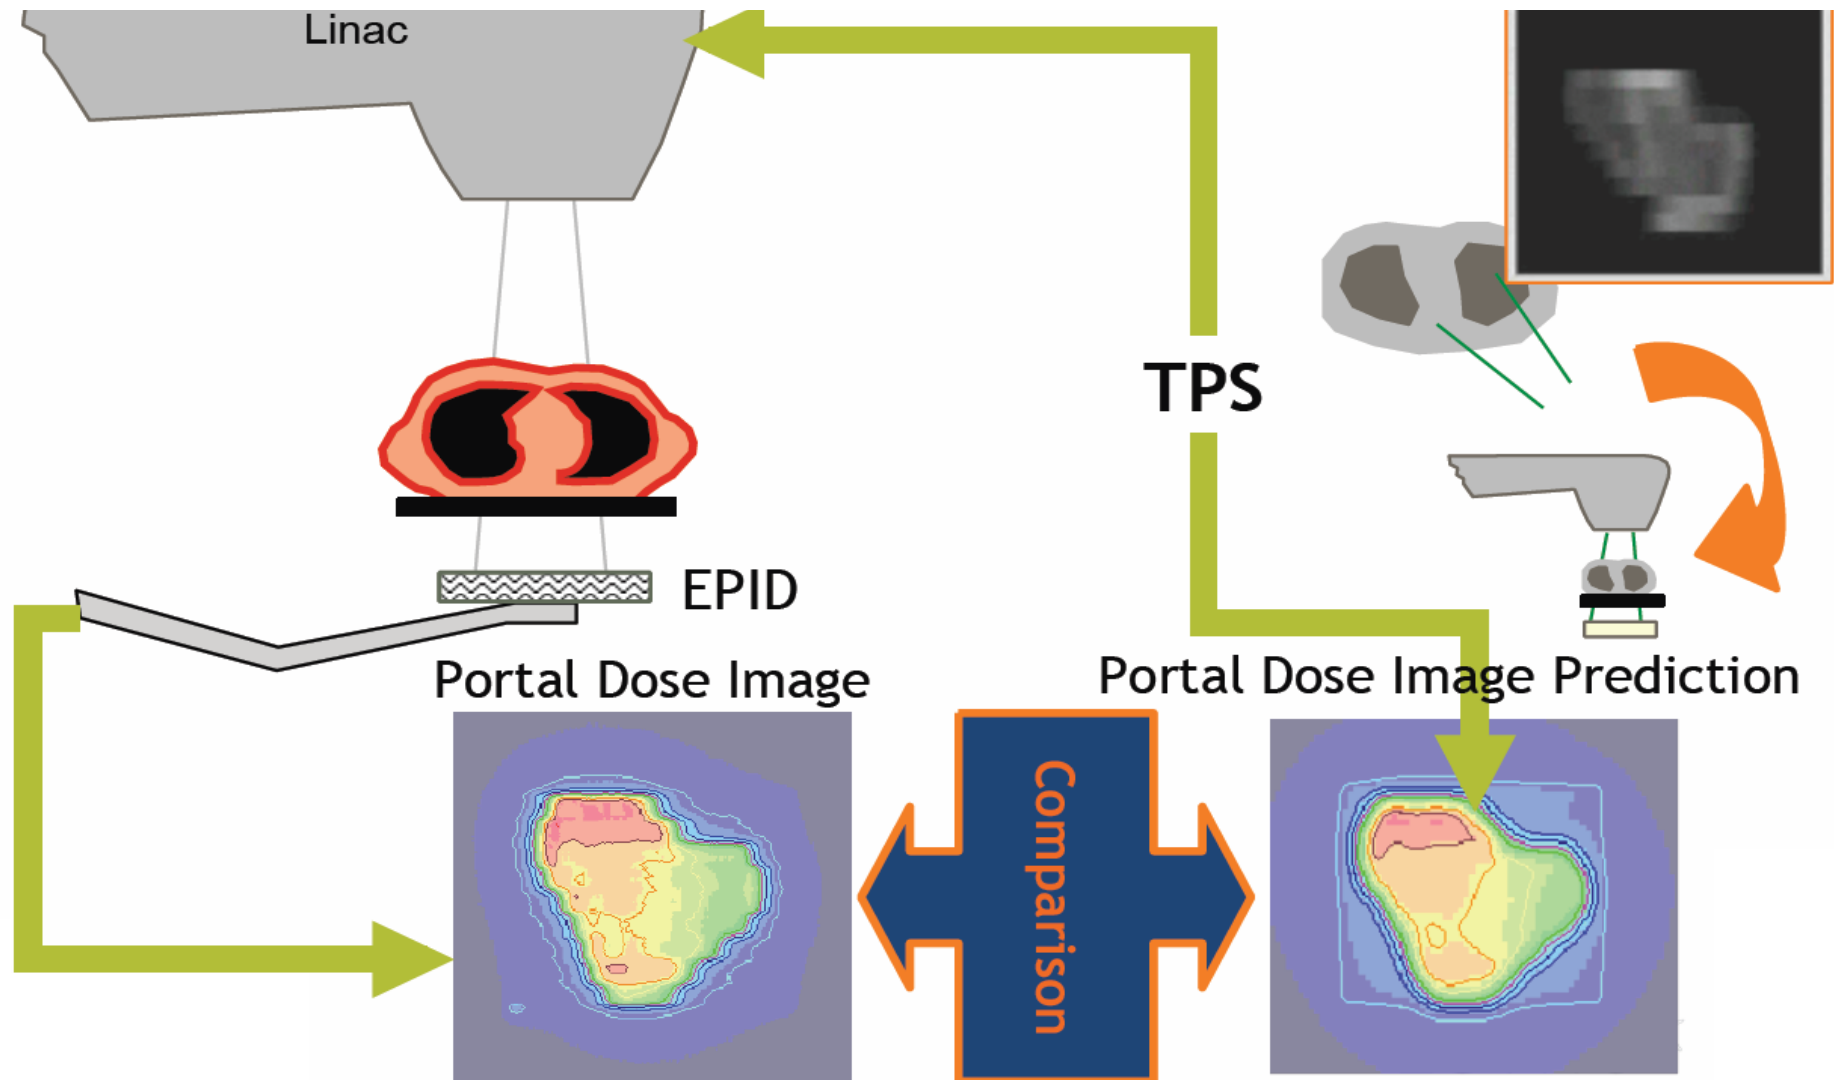 Linac
TPS
EPID
Portal Dose Image
Portal Dose Image Prediction
Comparison